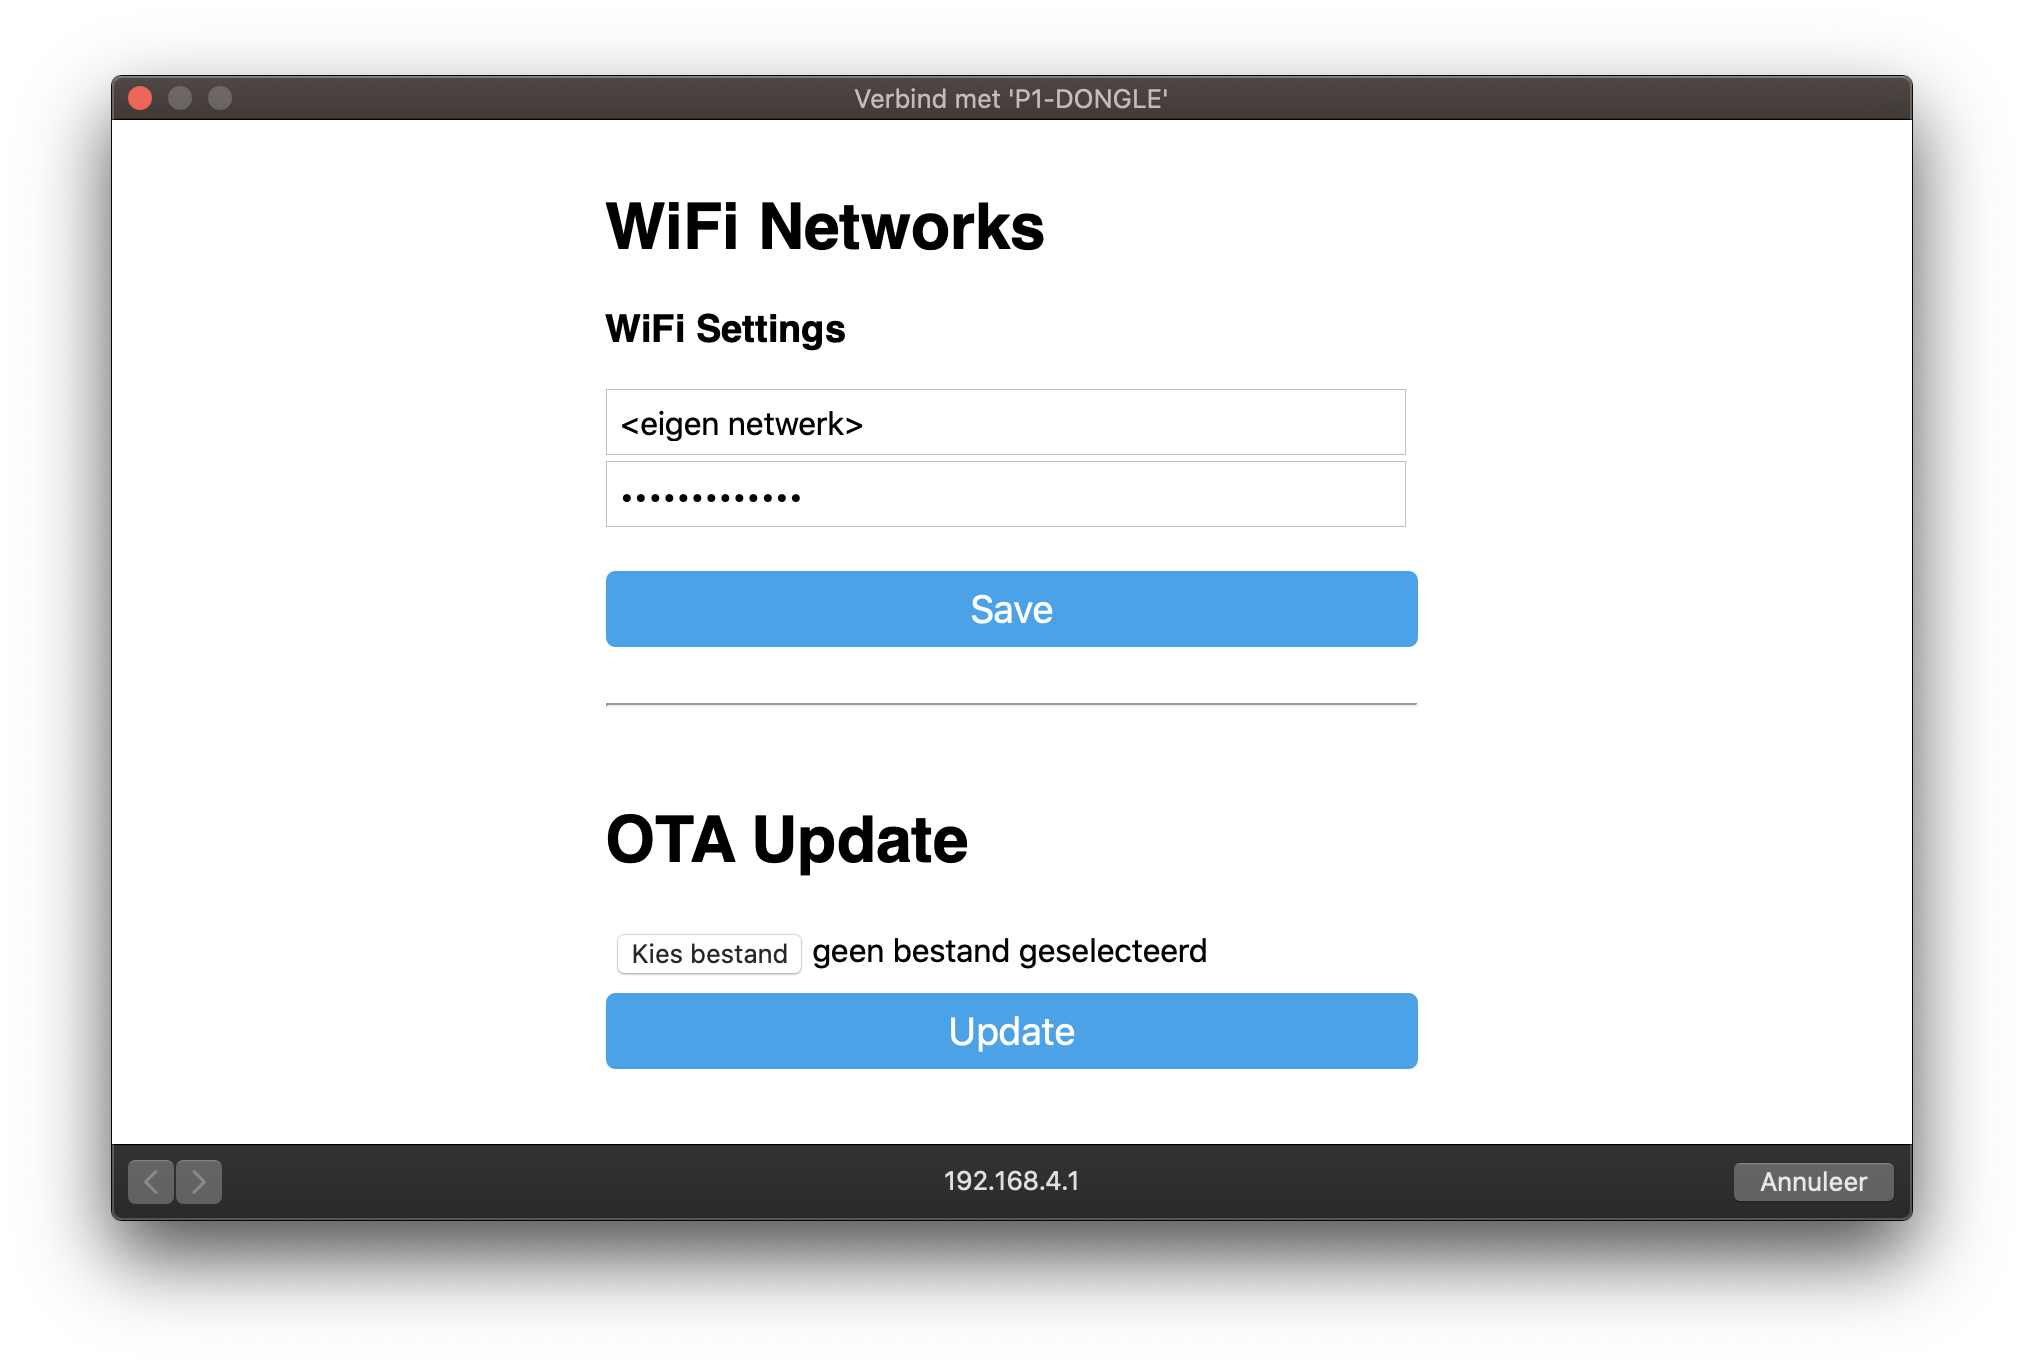 Verbind met 'P1-DONGLE'
WiFi Networks
WiFi Settings
<eigen netwerk>
•••••••••••••
Save
OTA Update
Kies bestand geen bestand geselecteerd
Update
192.168.4.1
Annuleer